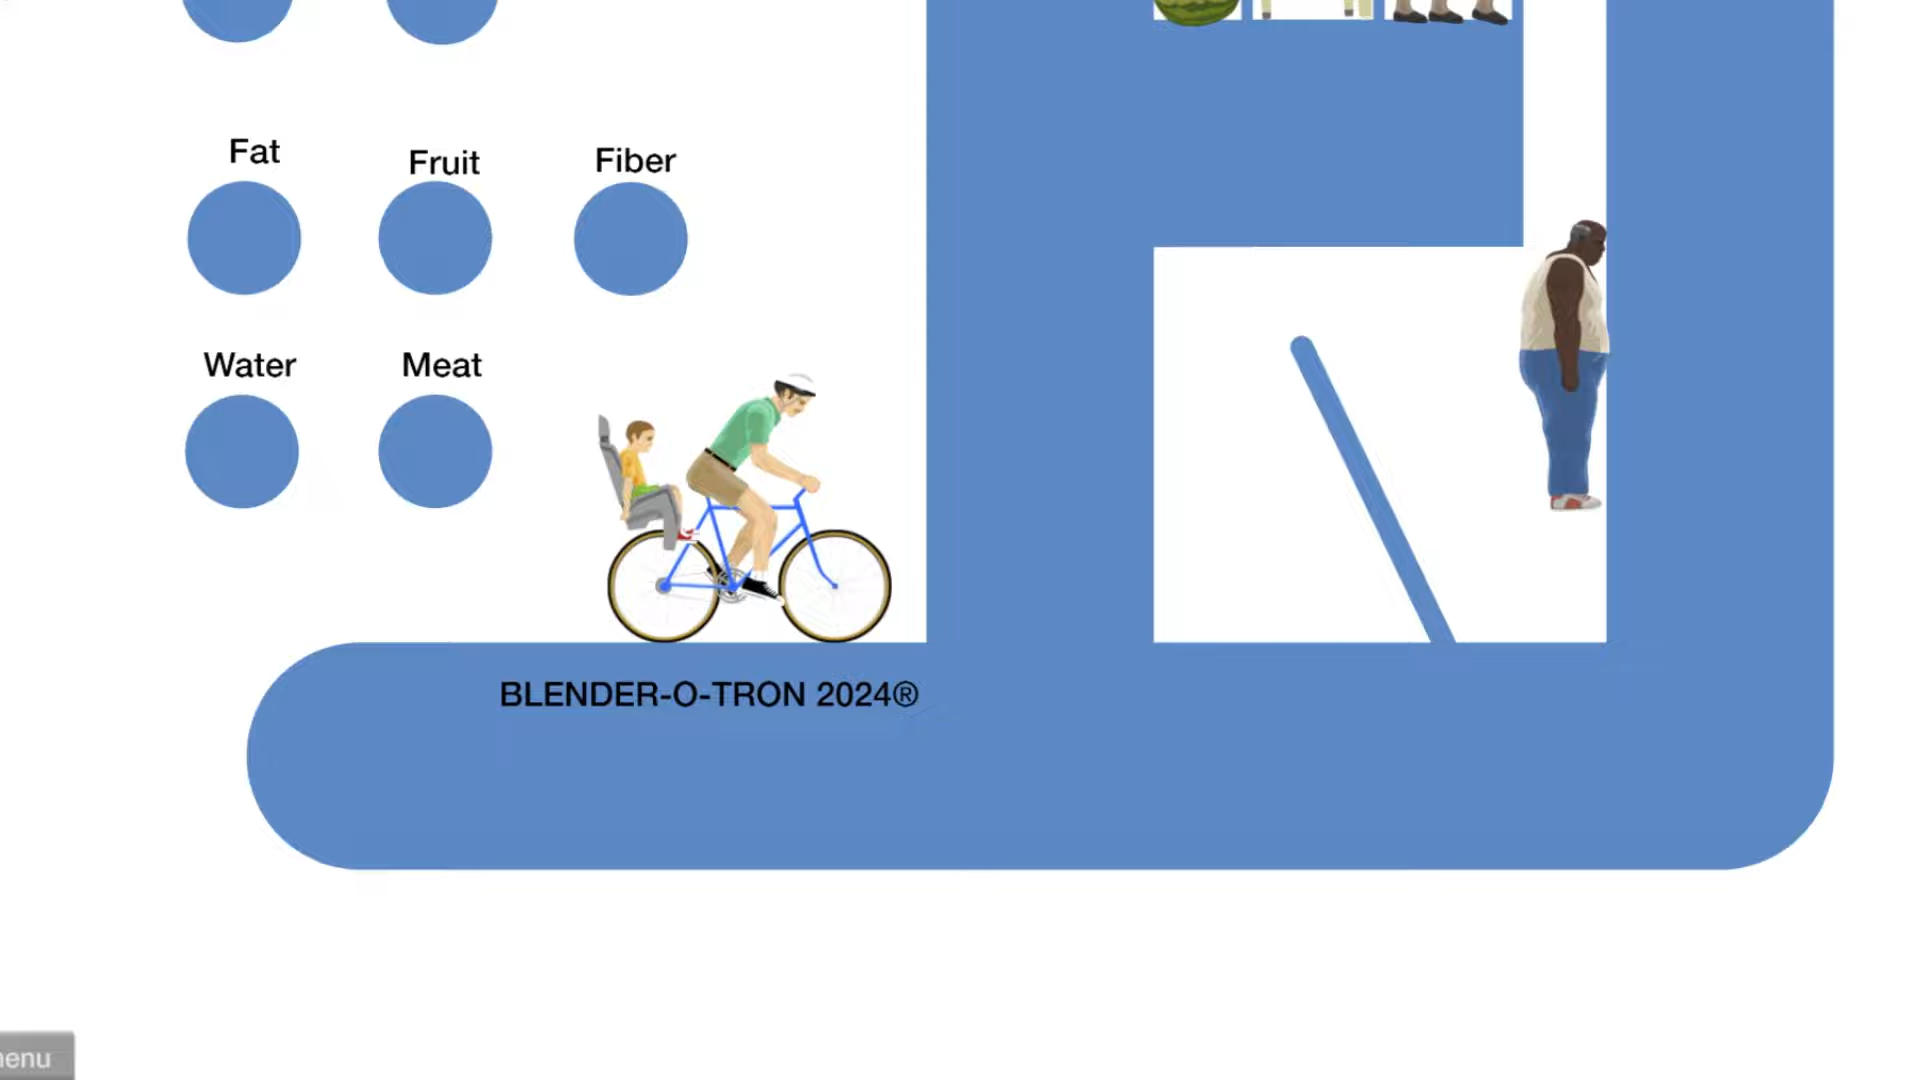 Fat
Fruit
Fiber
Water
Meat
BLENDER-O-TRON 2024®
enu